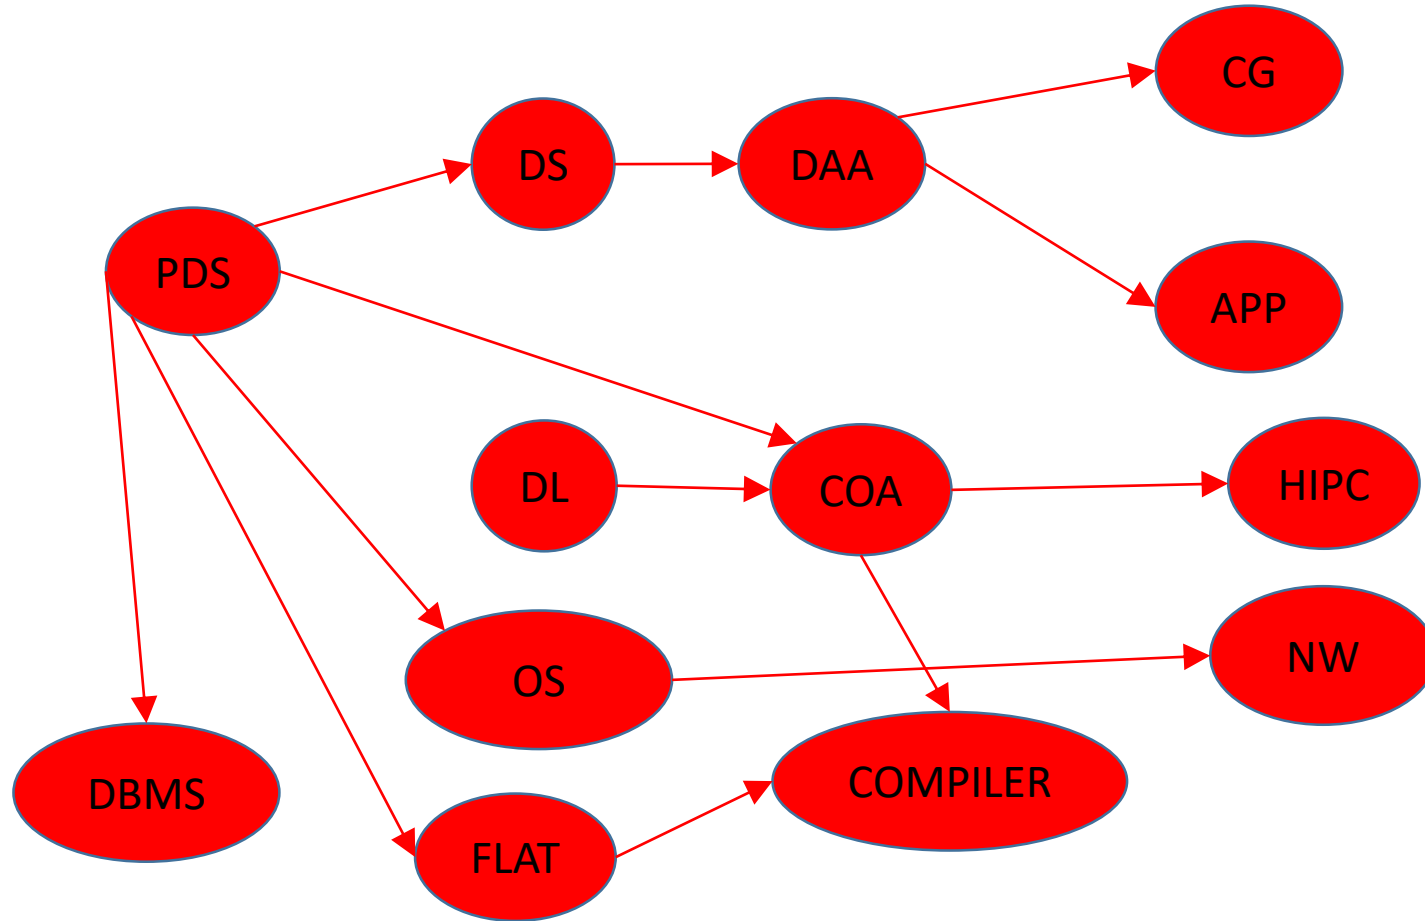 CG
DS
DAA
PDS
APP
DL
COA
HIPC
OS
NW
DBMS
COMPILER
FLAT